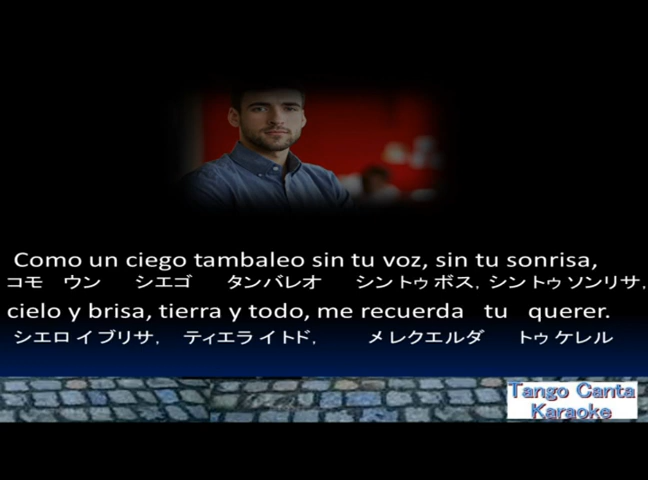 Como un ciego tambaleo sin tu voz, sin tu sonrisa,
コモ ウン シエゴ タンバレオ シントゥ ボス, シントゥ ソンリサ,
cielo y brisa, tierra y todo, me recuerda tu querer.
シエロ イ ブリサ, ティエラ イ トド, メ レクエルダ トゥ ケレル
Tango Canta
Karaoke